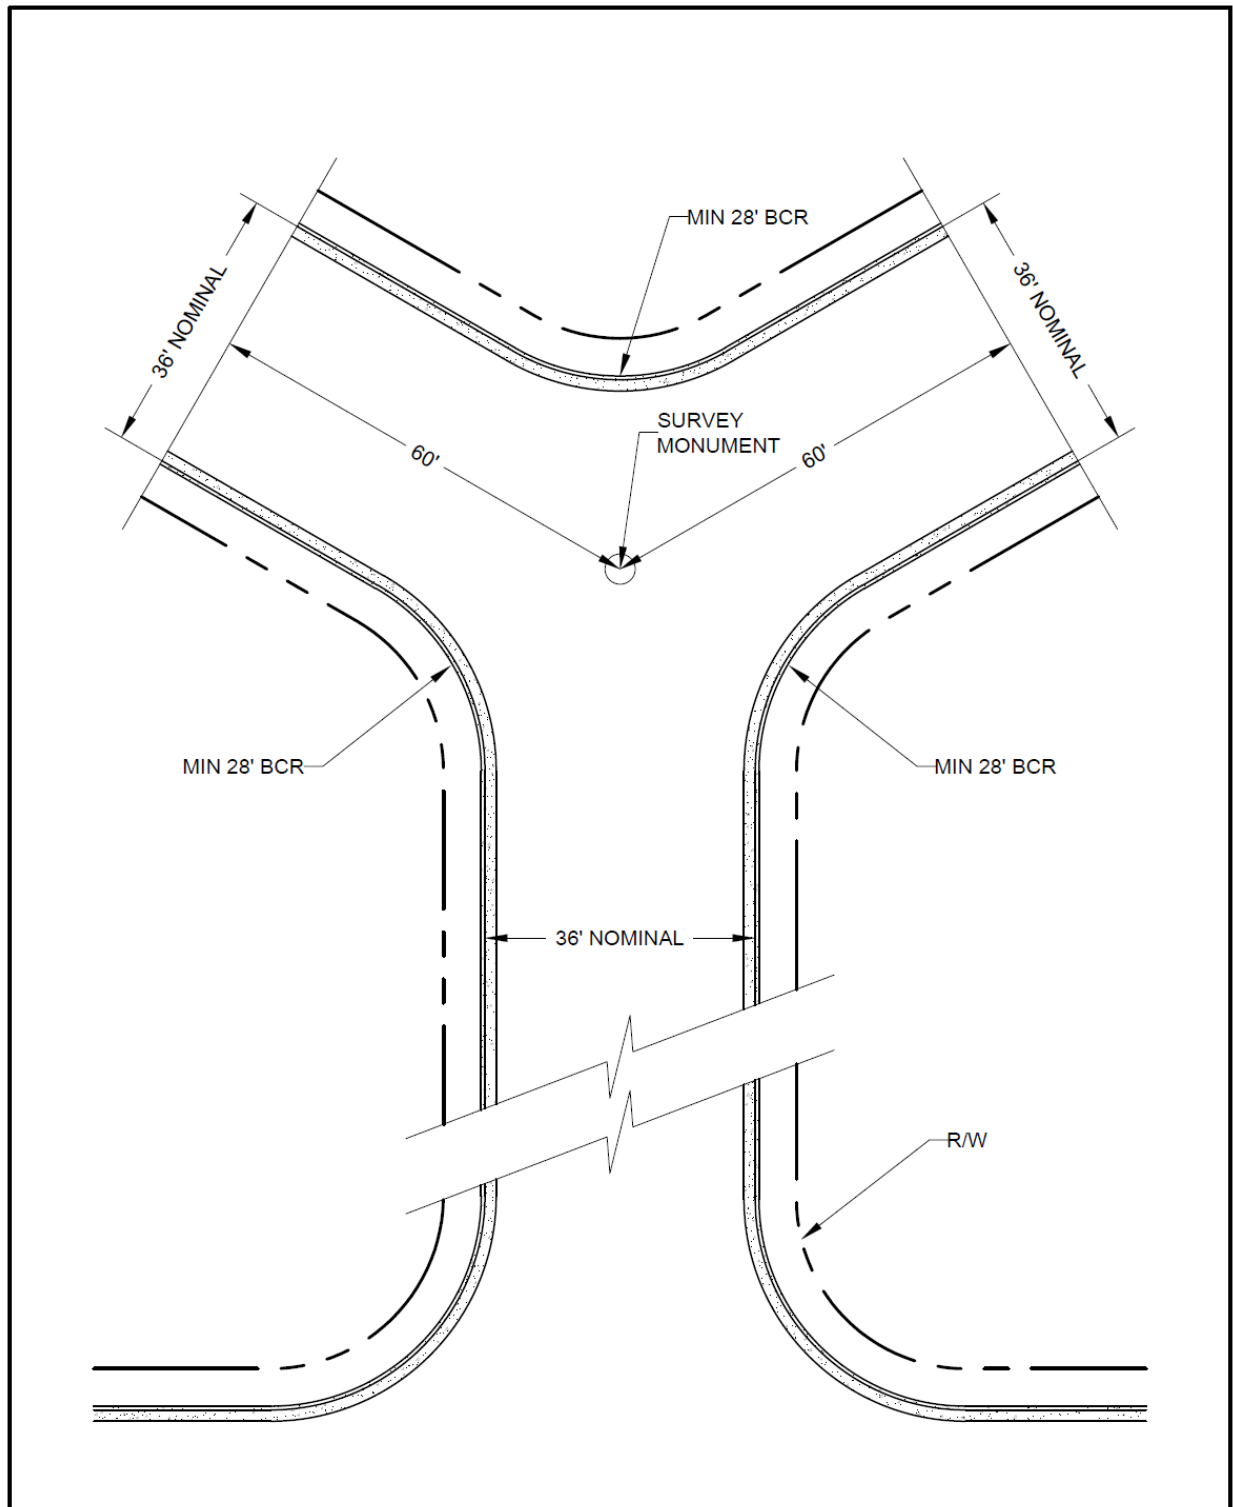 MIN 28' BCR
36' NOMINAL
36' NOMINAL
SURVEY
MONUMENT
60'
60'
MIN 28' BCR
MIN 28' BCR
36' NOMINAL
R/W